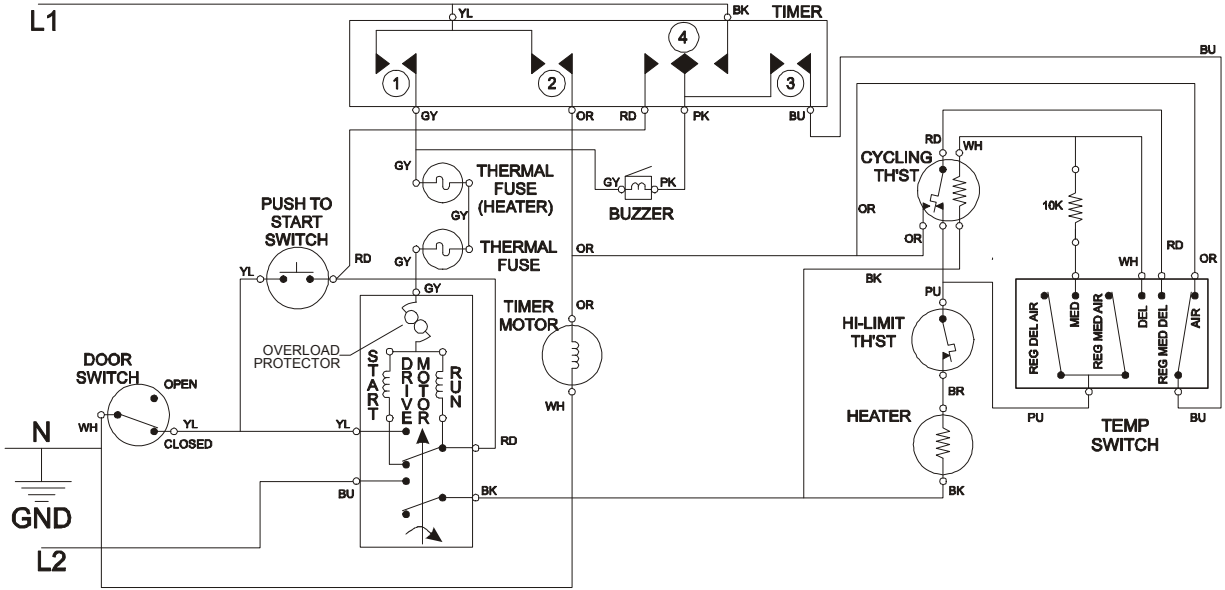 L1
YL
BK
TIMER
4
1
2
3
BU
GY
OR
RD
PK
BU
RD
WH
CYCLING
TH'ST
GY
THERMAL
FUSE
(HEATER)
GY
PK
BUZZER
10K
PUSH TO
START
SWITCH
GY
OR
OR
RD
GY
THERMAL
FUSE
OR
RD
WH
OR
YL
BK
GY
PU
TIMER
MOTOR
OR
HI-LIMIT
TH'ST
REG DEL AIR
MED
REG MED AIR
DEL
REG MED DEL
AIR
OVERLOAD
PROTECTOR
DOOR
SWITCH
OPEN
START
DRIVE
MOTOR
RUN
BR
WH
HEATER
PU
BU
TEMP
SWITCH
N
WH
YL
CLOSED
YL
RD
BU
BK
BK
GND
L2